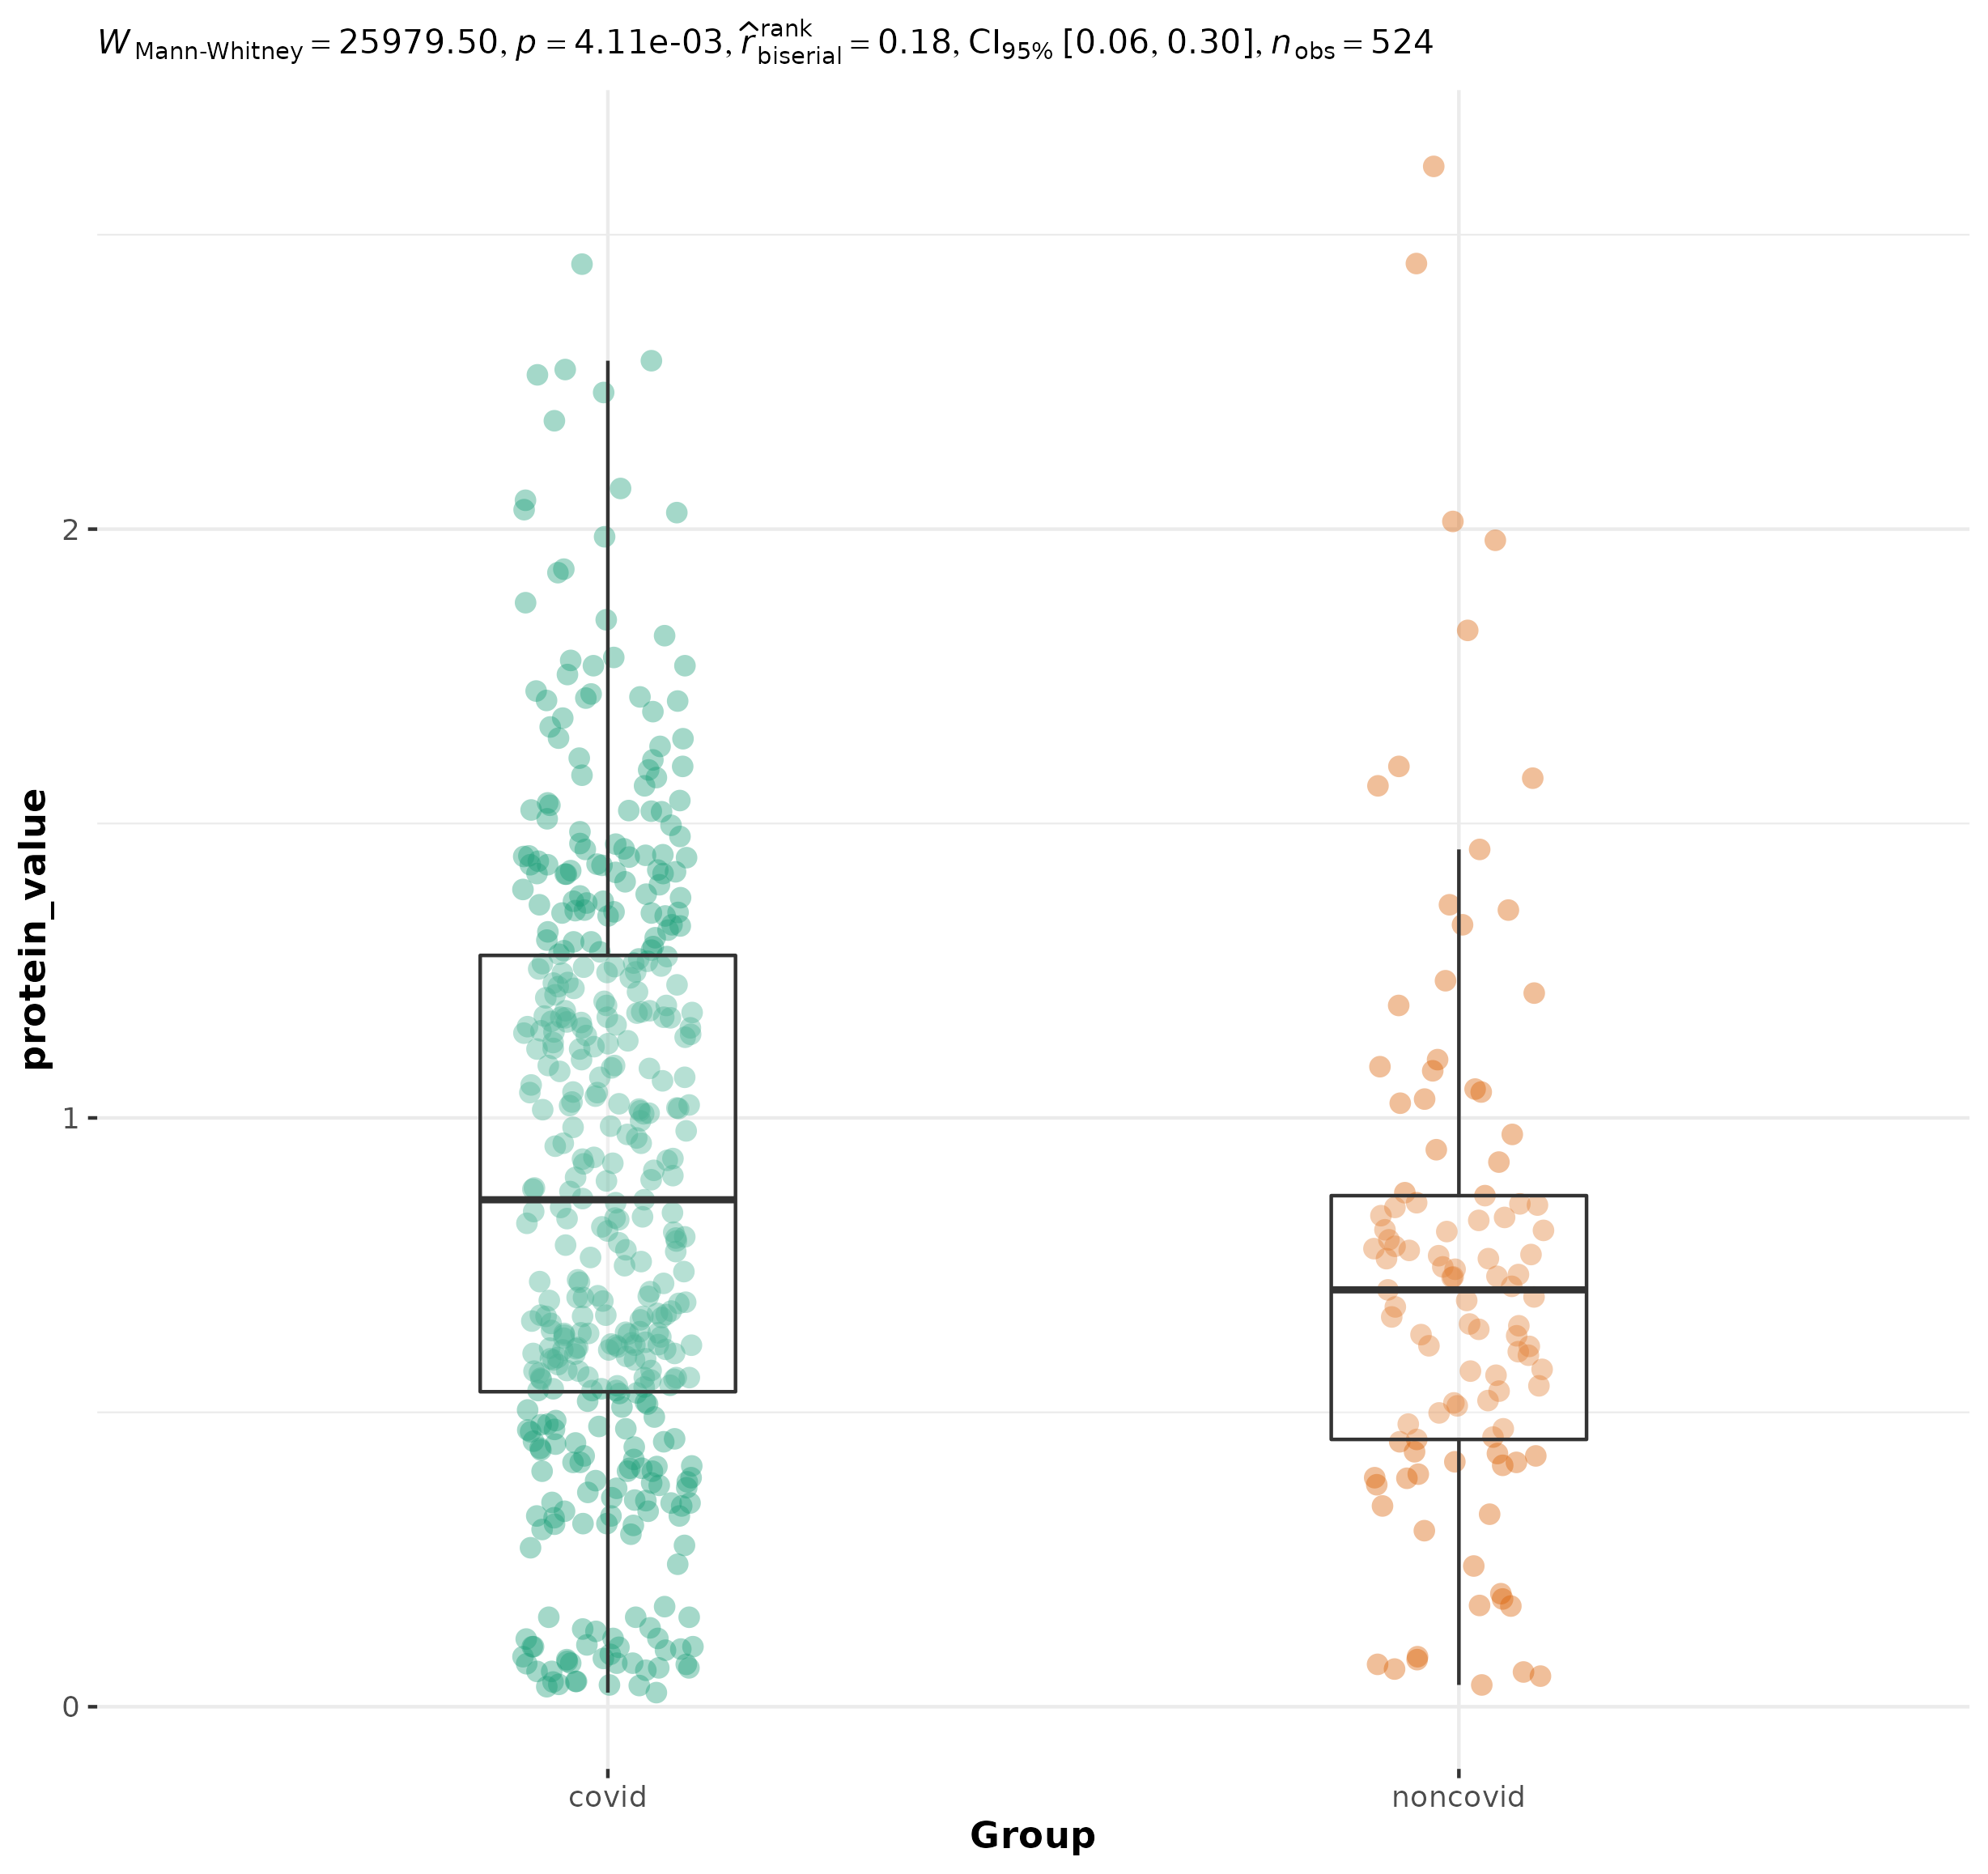 W Mann-Whitney = 25979.50, p = 4.11e-03, r̂ rank biserial = 0.18, CI95% [0.06, 0.30], n obs = 524
protein_value
2
1
0
covid noncovid
Group